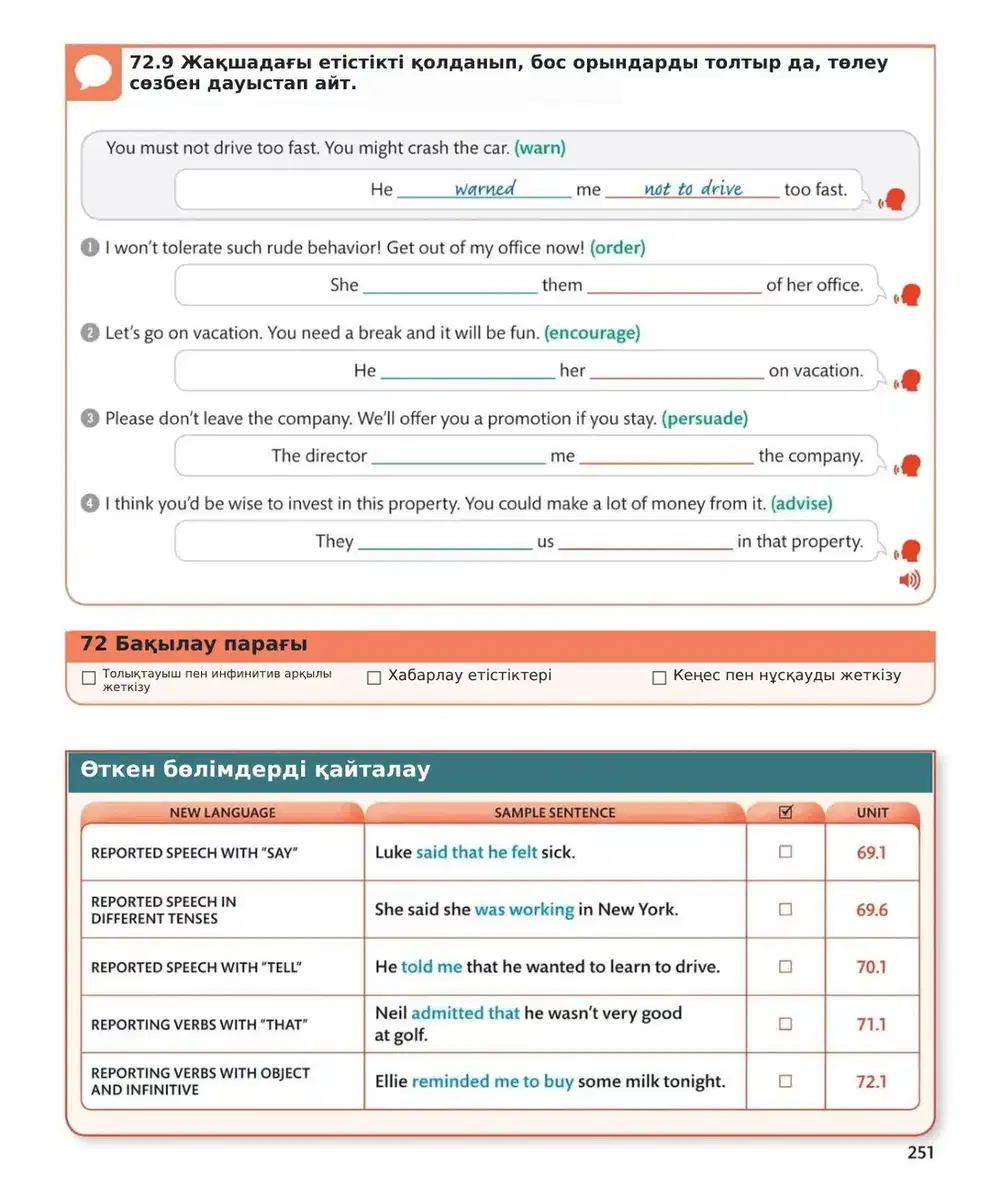 72.9 Жақшадағы етістікті қолданып, бос орындарды толтыр да, төлеу
сөзбен дауыстап айт.
You must not drive too fast. You might crash the car. (warn)
He warned me not to drive too fast.
1 I won't tolerate such rude behavior! Get out of my office now! (order)
She ____ them ____ of her office.
2 Let's go on vacation. You need a break and it will be fun. (encourage)
He ____ her ____ on vacation.
3 Please don't leave the company. We'll offer you a promotion if you stay. (persuade)
The director ____ me ____ the company.
4 I think you'd be wise to invest in this property. You could make a lot of money from it. (advise)
They ____ us ____ in that property.
72 Бақылау парағы
Толықтауыш пен инфинитив арқылы
жеткізу
Хабарлау етістіктері
Кеңес пен нұсқауды жеткізу
Өткен бөлімдерді қайталау
NEW LANGUAGE SAMPLE SENTENCE UNIT
REPORTED SPEECH WITH "SAY" Luke said that he felt sick. 69.1
REPORTED SPEECH IN
DIFFERENT TENSES
She said she was working in New York. 69.6
REPORTED SPEECH WITH "TELL" He told me that he wanted to learn to drive. 70.1
REPORTING VERBS WITH "THAT"
Neil admitted that he wasn't very good
at golf.
71.1
REPORTING VERBS WITH OBJECT
AND INFINITIVE
Ellie reminded me to buy some milk tonight. 72.1
251